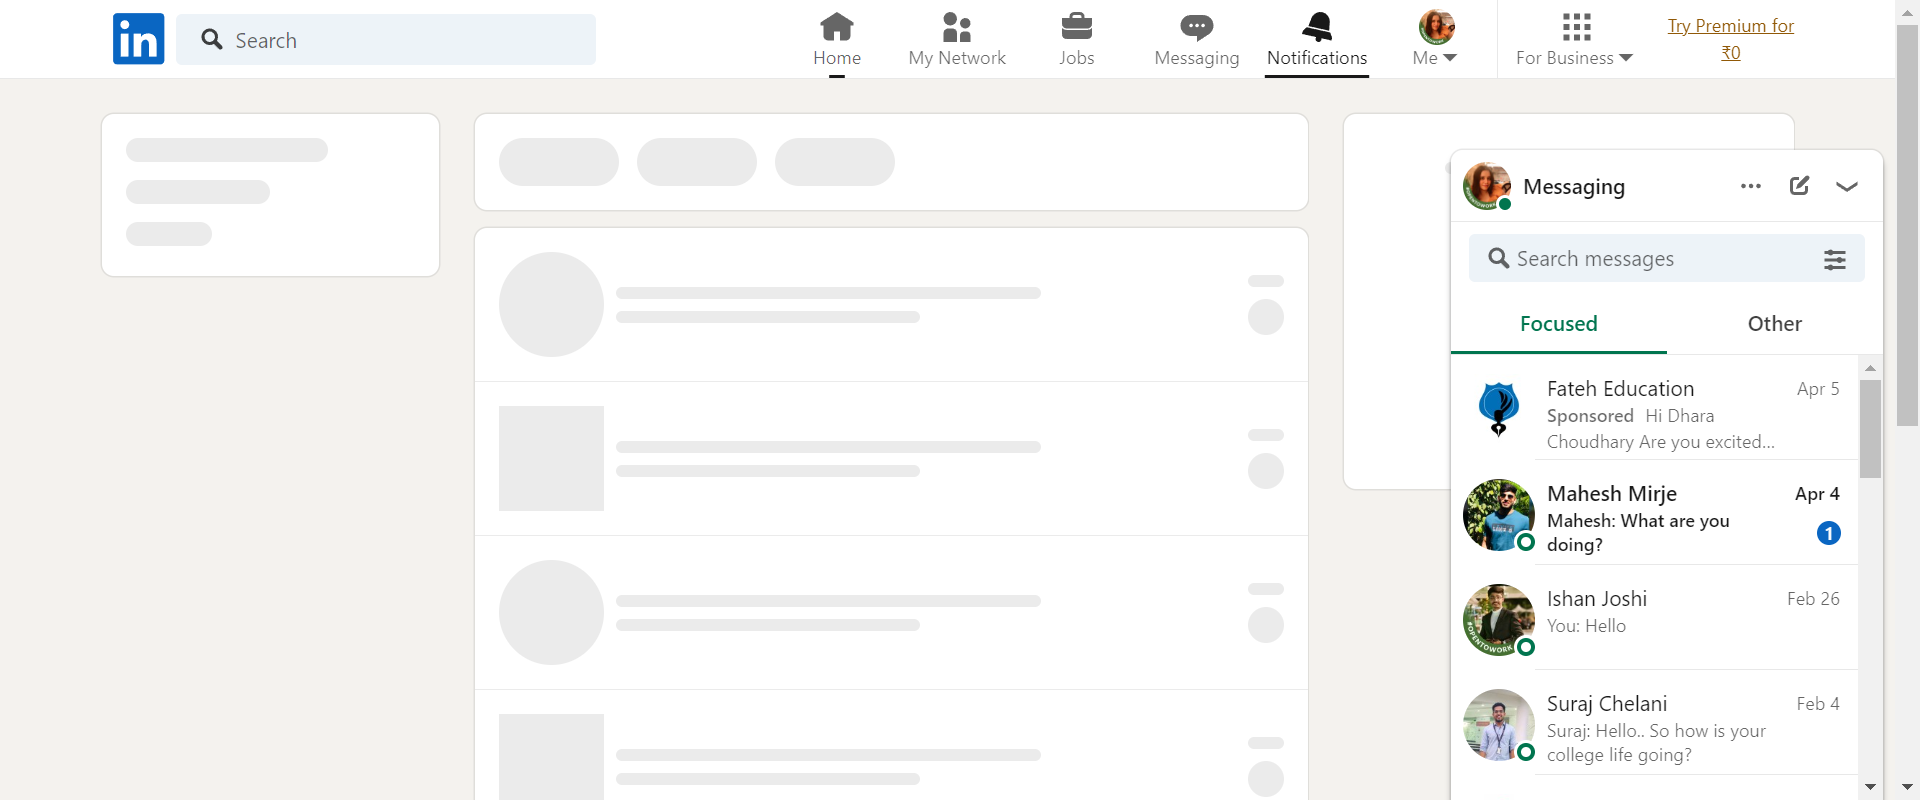 in
Search
Home
My Network
Jobs
Messaging
Notifications
Me
For Business
Try Premium for
₹0
Messaging
Search messages
Focused
Other
Fateh Education
Apr 5
Sponsored Hi Dhara
Choudhary Are you excited...
Mahesh Mirje
Apr 4
Mahesh: What are you
doing?
1
Ishan Joshi
Feb 26
You: Hello
#OPENTOWORK
Suraj Chelani
Feb 4
Suraj: Hello.. So how is your
college life going?